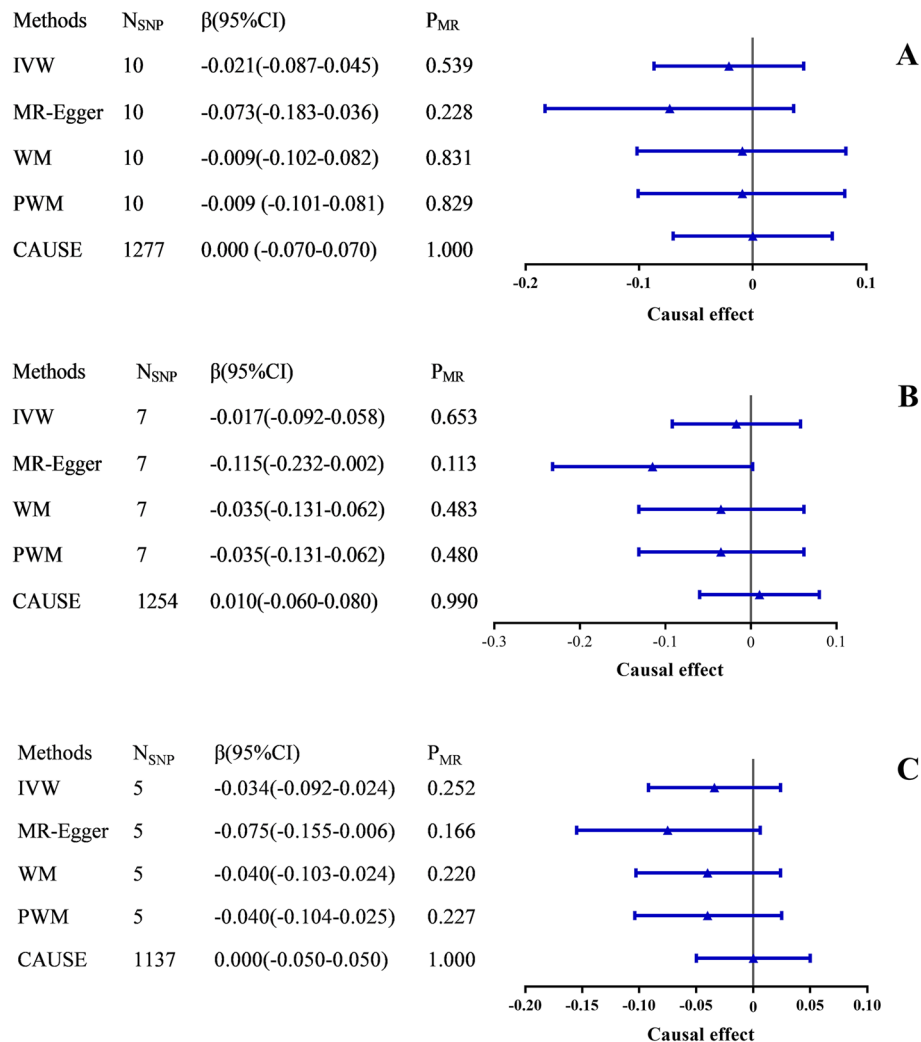 Methods N_SNP β(95%CI) P_MR
IVW 10 -0.021(-0.087-0.045) 0.539
A
MR-Egger 10 -0.073(-0.183-0.036) 0.228
WM 10 -0.009(-0.102-0.082) 0.831
PWM 10 -0.009 (-0.101-0.081) 0.829
CAUSE 1277 0.000 (-0.070-0.070) 1.000
-0.2 -0.1 0 0.1
Causal effect
Methods N_SNP β(95%CI) P_MR
B
IVW 7 -0.017(-0.092-0.058) 0.653
MR-Egger 7 -0.115(-0.232-0.002) 0.113
WM 7 -0.035(-0.131-0.062) 0.483
PWM 7 -0.035(-0.131-0.062) 0.480
CAUSE 1254 0.010(-0.060-0.080) 0.990
-0.3 -0.2 -0.1 0 0.1
Causal effect
Methods N_SNP β(95%CI) P_MR
C
IVW 5 -0.034(-0.092-0.024) 0.252
MR-Egger 5 -0.075(-0.155-0.006) 0.166
WM 5 -0.040(-0.103-0.024) 0.220
PWM 5 -0.040(-0.104-0.025) 0.227
CAUSE 1137 0.000(-0.050-0.050) 1.000
-0.20 -0.15 -0.10 -0.05 0 0.05 0.10
Causal effect